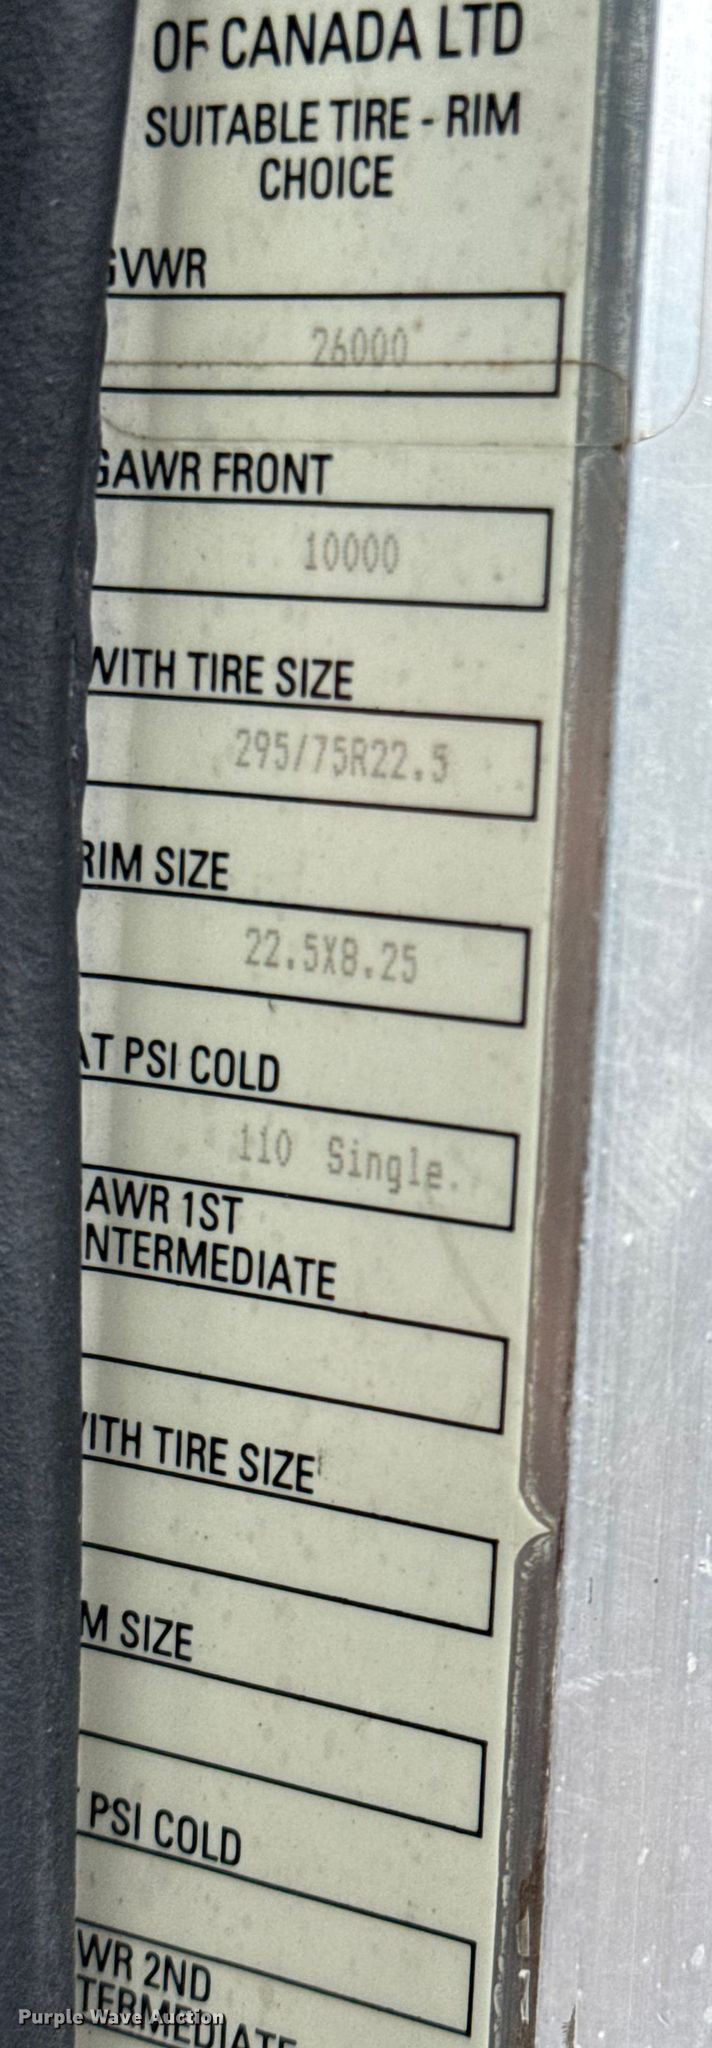 OF CANADA LTD
SUITABLE TIRE - RIM
CHOICE
GVWR
26000
GAWR FRONT
10000
WITH TIRE SIZE
295/75R22.5
RIM SIZE
22.5X8.25
AT PSI COLD
110 Single.
AWR 1ST
NTERMEDIATE
WITH TIRE SIZE
M SIZE
PSI COLD
WR 2ND
TERMEDIATE
Purple Wave Auction